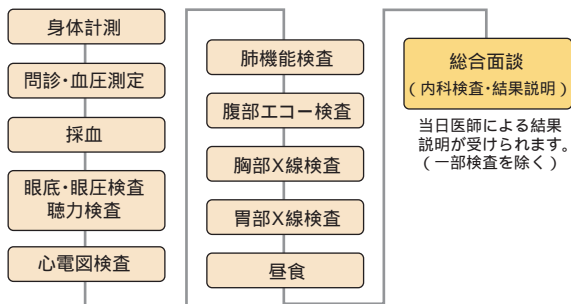 身体計測
問診・血圧測定
採血
眼底・眼圧検査
聴力検査
心電図検査
肺機能検査
腹部エコー検査
胸部X線検査
胃部X線検査
昼食
総合面談
（内科検査・結果説明）
当日医師による結果
説明が受けられます。
（一部検査を除く）